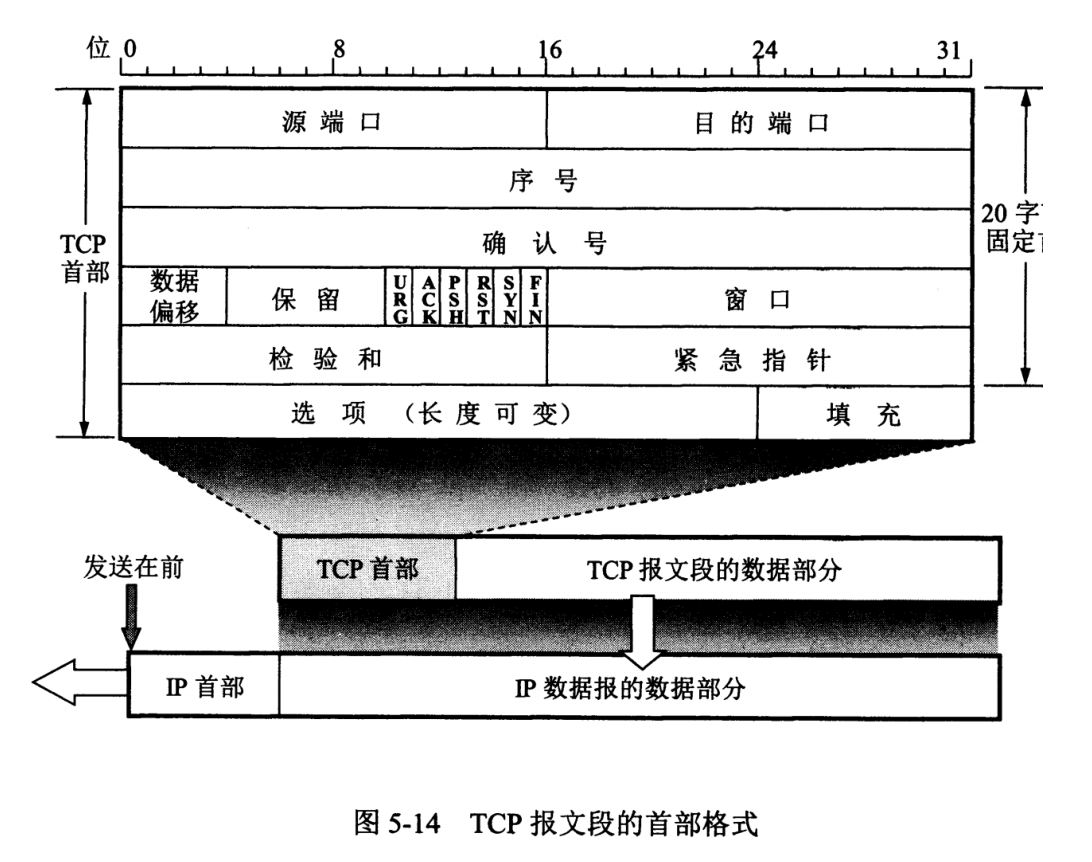 位 0 8 16 24 31
源端口 目的端口
序号
确认号
TCP
首部
20 字
固定
数据
偏移
保留
URG
ACK
PSH
RST
SYN
FIN
窗口
检验和 紧急指针
选项 (长度可变) 填充
发送在前
TCP 首部 TCP 报文段的数据部分
IP 首部 IP 数据报的数据部分
图 5-14 TCP 报文段的首部格式